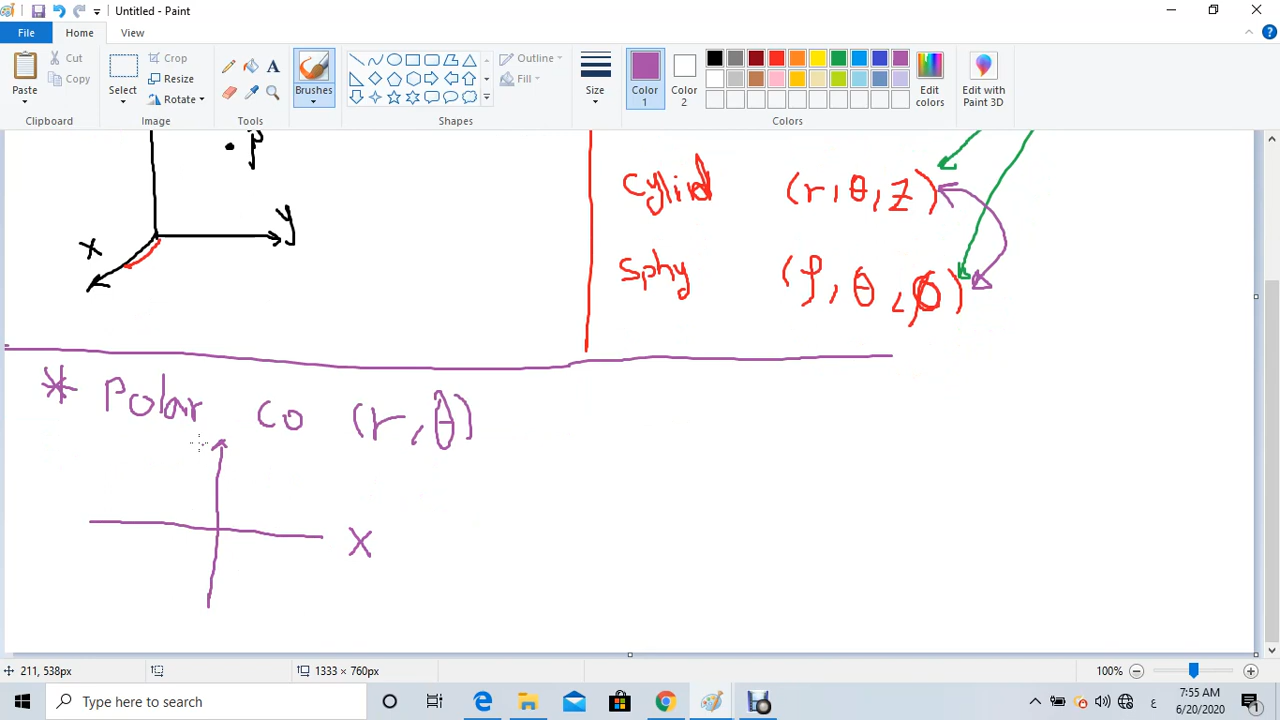 Untitled - Paint
File Home View
Paste Cut Copy Clipboard
Select Crop Resize Rotate Image
Tools
Brushes
Outline Fill Shapes
Size
Color 1
Color 2
Edit colors
Edit with Paint 3D
Colors
P
y
x
Cylind (r, θ, z)
Sphy (ρ, θ, Φ)
* Polar Co (r, θ)
X
211, 538px 1333 × 760px 100%
Type here to search
ع
7:55 AM
6/20/2020
1